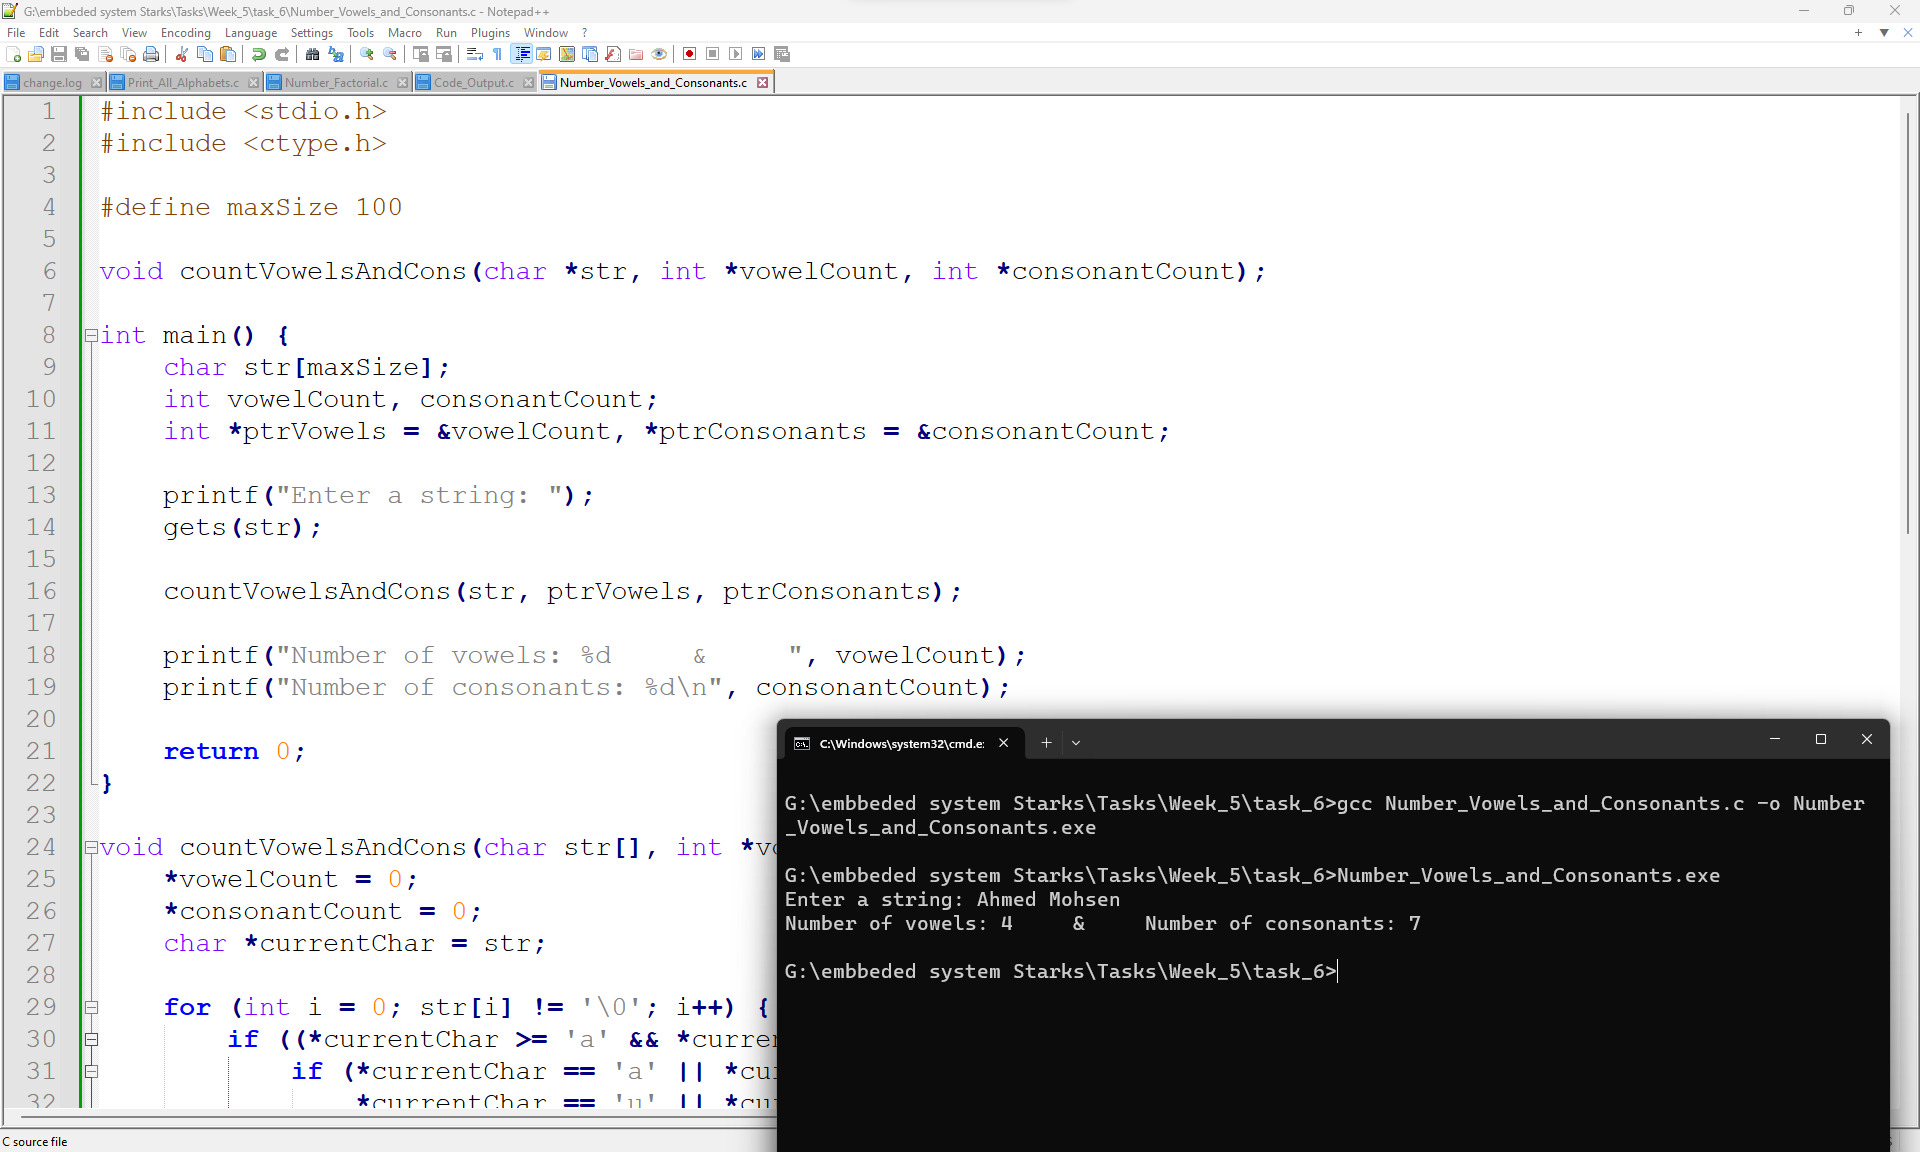 G:\embbeded system Starks\Tasks\Week_5\task_6\Number_Vowels_and_Consonants.c - Notepad++
File Edit Search View Encoding Language Settings Tools Macro Run Plugins Window ?
change.log Print_All_Alphabets.c Number_Factorial.c Code_Output.c Number_Vowels_and_Consonants.c
1 #include <stdio.h>
2 #include <ctype.h>
3
4 #define maxSize 100
5
6 void countVowelsAndCons(char *str, int *vowelCount, int *consonantCount);
7
8 int main() {
9 char str[maxSize];
10 int vowelCount, consonantCount;
11 int *ptrVowels = &vowelCount, *ptrConsonants = &consonantCount;
12
13 printf("Enter a string: ");
14 gets(str);
15
16 countVowelsAndCons(str, ptrVowels, ptrConsonants);
17
18 printf("Number of vowels: %d     &     ", vowelCount);
19 printf("Number of consonants: %d\n", consonantCount);
20
21 return 0;
22 }
23
24 void countVowelsAndCons(char str[], int *vo
25 *vowelCount = 0;
26 *consonantCount = 0;
27 char *currentChar = str;
28
29 for (int i = 0; str[i] != '\0'; i++) {
30 if ((*currentChar >= 'a' && *currer
31 if (*currentChar == 'a' || *cur
32 *currentChar == 'u' || *cur
C source file
C:\Windows\system32\cmd.e:
G:\embbeded system Starks\Tasks\Week_5\task_6>gcc Number_Vowels_and_Consonants.c -o Number
_Vowels_and_Consonants.exe
G:\embbeded system Starks\Tasks\Week_5\task_6>Number_Vowels_and_Consonants.exe
Enter a string: Ahmed Mohsen
Number of vowels: 4     &     Number of consonants: 7
G:\embbeded system Starks\Tasks\Week_5\task_6>